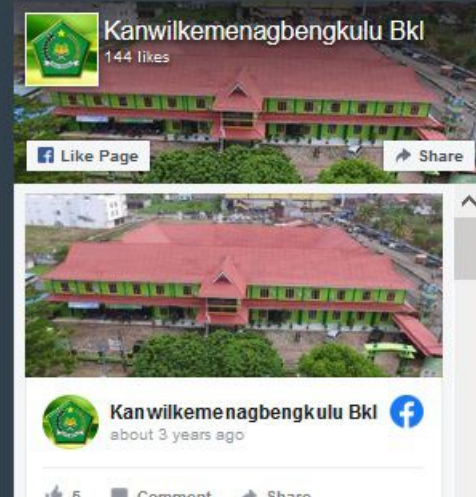 Kanwilkemenagbengkulu Bkl
144 likes
Like Page
Share
Kanwilkemenagbengkulu Bkl
about 3 years ago
5 Comment Share